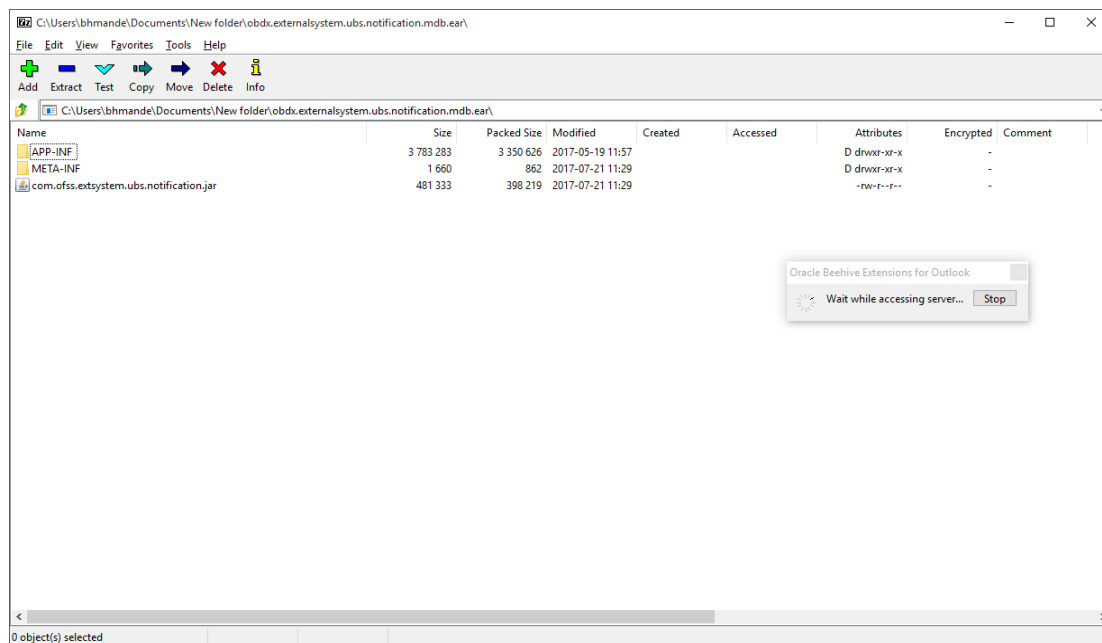 C:\Users\bhmande\Documents\New folder\obdx.externalsystem.ubs.notification.mdb.ear\
File Edit View Favorites Tools Help
Add Extract Test Copy Move Delete Info
C:\Users\bhmande\Documents\New folder\obdx.externalsystem.ubs.notification.mdb.ear\
Name Size Packed Size Modified Created Accessed Attributes Encrypted Comment
APP-INF 3 783 283 3 350 626 2017-05-19 11:57 D drwxr-xr-x -
META-INF 1 660 862 2017-07-21 11:29 D drwxr-xr-x -
com.ofss.extsystem.ubs.notification.jar 481 333 398 219 2017-07-21 11:29 -rw-r--r-- -
Oracle Beehive Extensions for Outlook
Wait while accessing server... Stop
0 object(s) selected